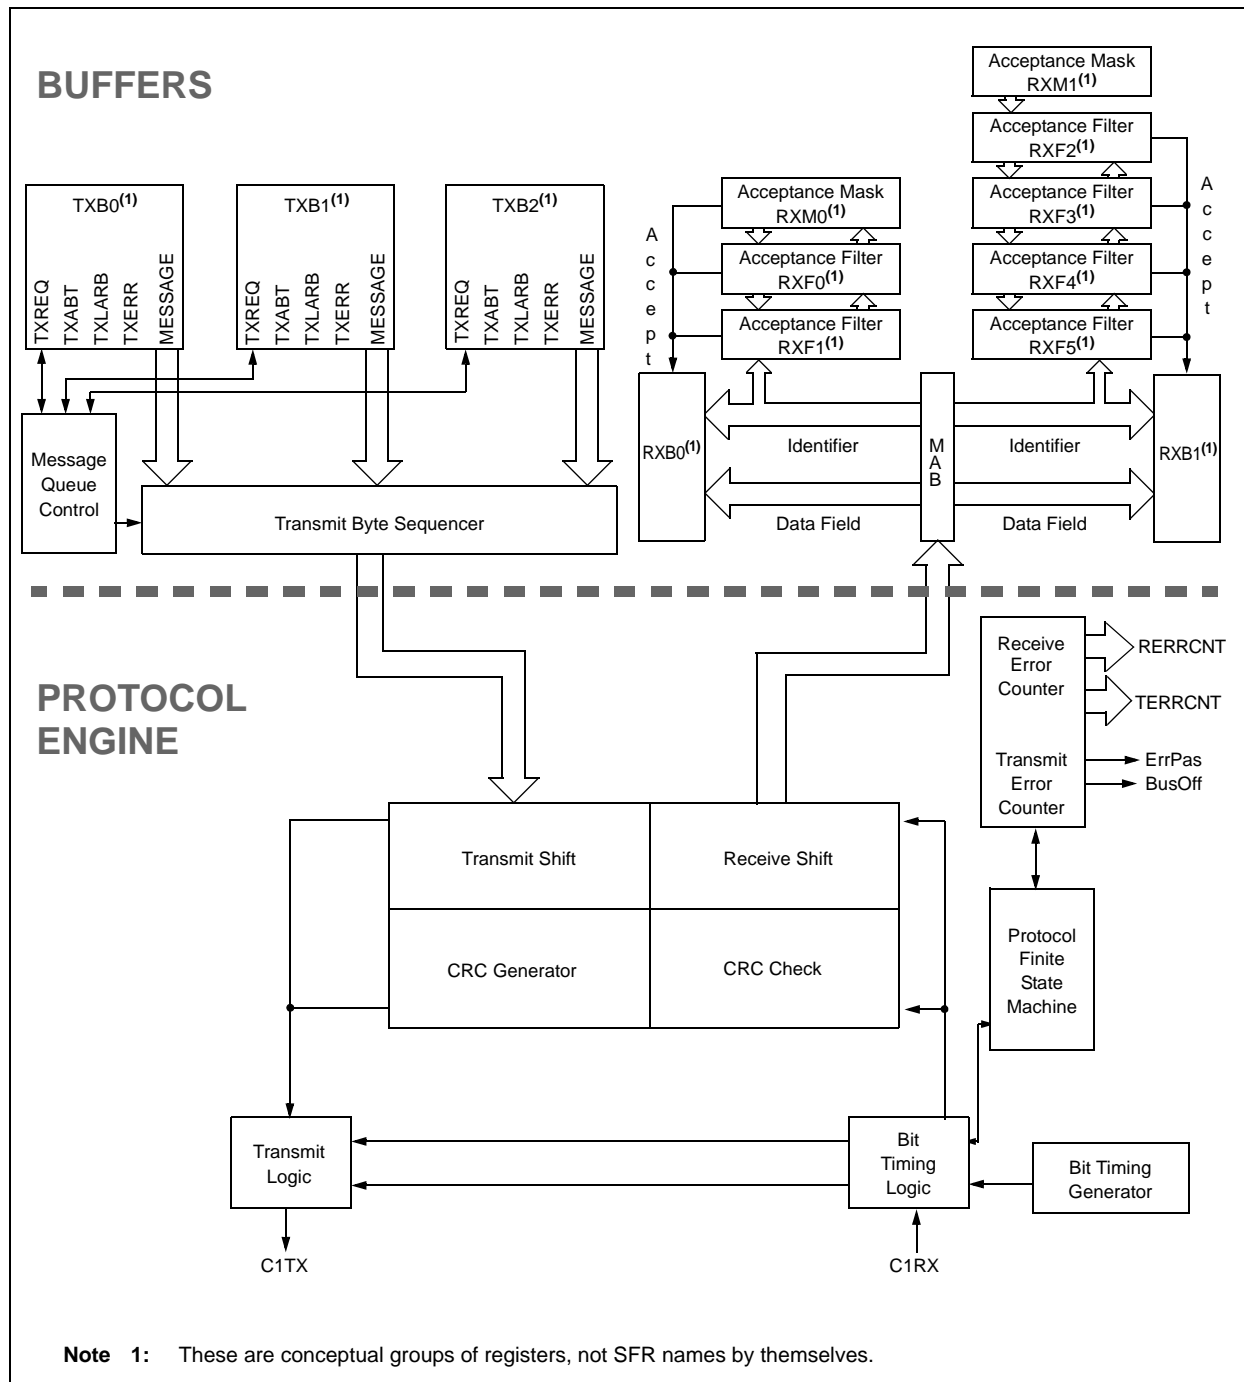 BUFFERS
Acceptance Mask
RXM1(1)
Acceptance Filter
RXF2(1)
Acceptance Filter
RXF3(1)
Acceptance Filter
RXF4(1)
Acceptance Filter
RXF5(1)
Accept
Acceptance Mask
RXM0(1)
Acceptance Filter
RXF0(1)
Acceptance Filter
RXF1(1)
Accept
TXB0(1)
TXREQ
TXABT
TXLARB
TXERR
MESSAGE
TXB1(1)
TXREQ
TXABT
TXLARB
TXERR
MESSAGE
TXB2(1)
TXREQ
TXABT
TXLARB
TXERR
MESSAGE
Message
Queue
Control
Transmit Byte Sequencer
RXB0(1)
Identifier
Data Field
MAB
Identifier
Data Field
RXB1(1)
PROTOCOL
ENGINE
Receive
Error
Counter
Transmit
Error
Counter
RERRCNT
TERRCNT
ErrPas
BusOff
Transmit Shift
Receive Shift
CRC Generator
CRC Check
Protocol
Finite
State
Machine
Transmit
Logic
Bit
Timing
Logic
Bit Timing
Generator
C1TX
C1RX
Note 1: These are conceptual groups of registers, not SFR names by themselves.